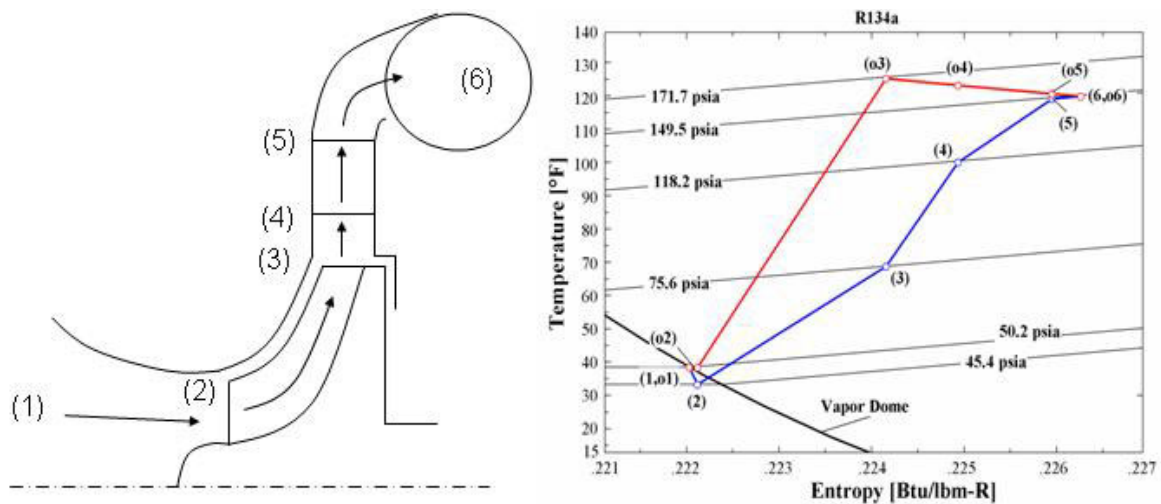 (1)
(2)
(3)
(4)
(5)
(6)
R134a
Temperature [°F]
140
130
120
110
100
90
80
70
60
50
40
30
20
15
171.7 psia
149.5 psia
118.2 psia
75.6 psia
50.2 psia
45.4 psia
(o3)
(o4)
(o5)
(6,o6)
(5)
(4)
(3)
(o2)
(1,o1)
(2)
Vapor Dome
.221 .222 .223 .224 .225 .226 .227
Entropy [Btu/lbm-R]